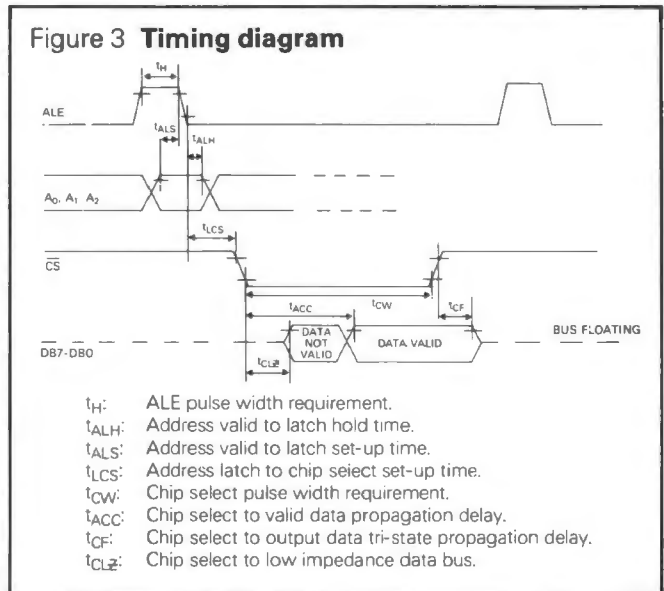 Figure 3 Timing diagram
tH
ALE
tALS
tALH
A0, A1 A2
tLCS
CS
tACC
tCW
tCF
BUS FLOATING
DATA NOT VALID
DATA VALID
DB7-DB0
tCLZ
tH: ALE pulse width requirement.
tALH: Address valid to latch hold time.
tALS: Address valid to latch set-up time.
tLCS: Address latch to chip select set-up time.
tCW: Chip select pulse width requirement.
tACC: Chip select to valid data propagation delay.
tCF: Chip select to output data tri-state propagation delay.
tCLZ: Chip select to low impedance data bus.